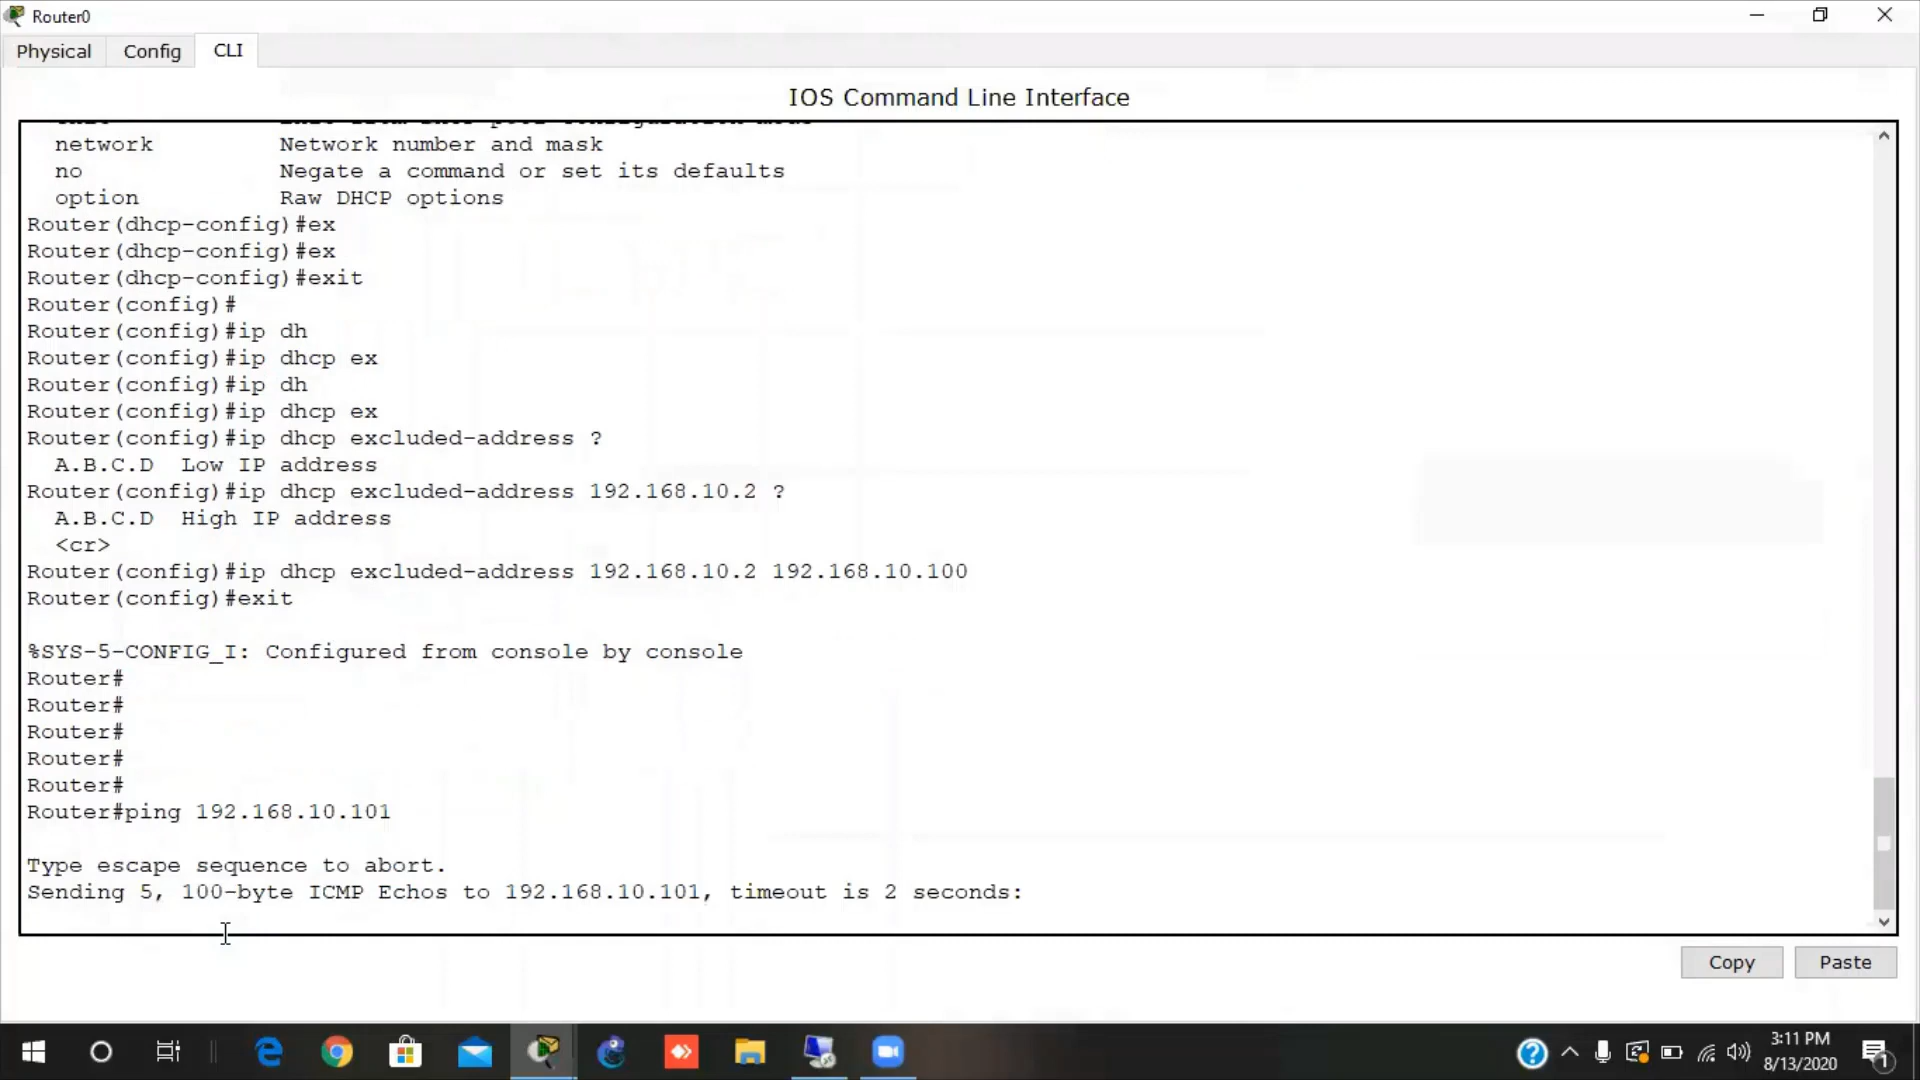 Router0
Physical Config CLI
IOS Command Line Interface
network Network number and mask
no Negate a command or set its defaults
option Raw DHCP options
Router(dhcp-config)#ex
Router(dhcp-config)#ex
Router(dhcp-config)#exit
Router(config)#
Router(config)#ip dh
Router(config)#ip dhcp ex
Router(config)#ip dh
Router(config)#ip dhcp ex
Router(config)#ip dhcp excluded-address ?
A.B.C.D Low IP address
Router(config)#ip dhcp excluded-address 192.168.10.2 ?
A.B.C.D High IP address
<cr>
Router(config)#ip dhcp excluded-address 192.168.10.2 192.168.10.100
Router(config)#exit
%SYS-5-CONFIG_I: Configured from console by console
Router#
Router#
Router#
Router#
Router#
Router#ping 192.168.10.101
Type escape sequence to abort.
Sending 5, 100-byte ICMP Echos to 192.168.10.101, timeout is 2 seconds:
Copy Paste
3:11 PM
8/13/2020
1